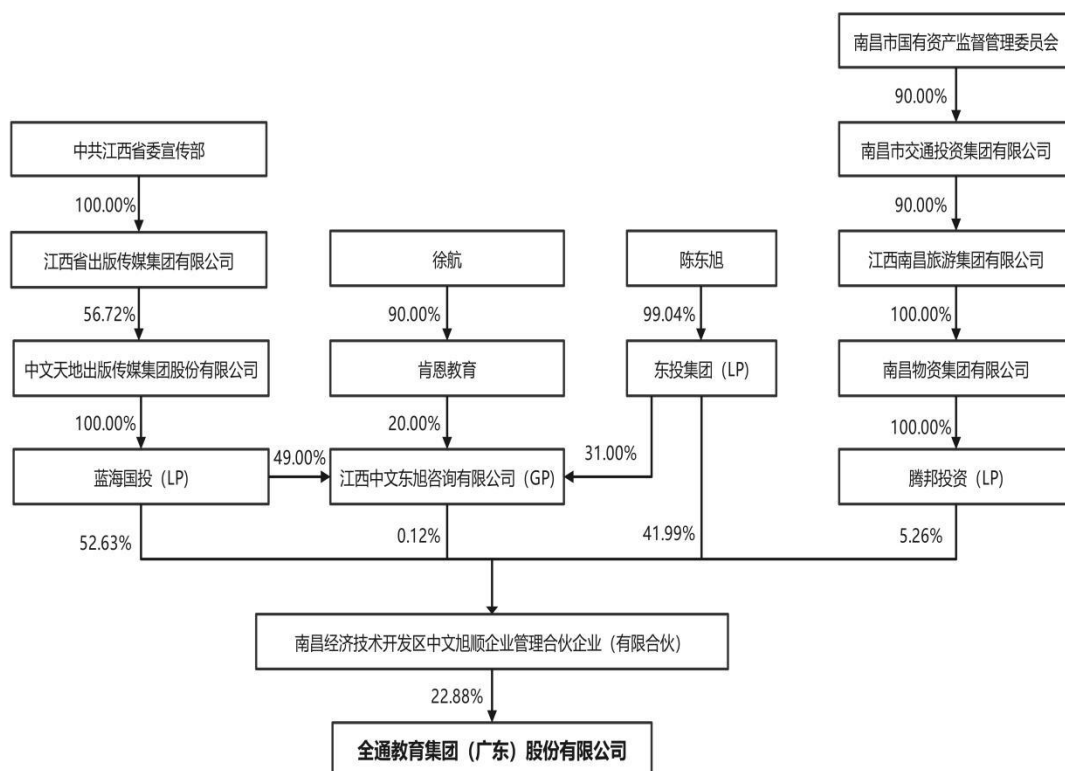 南昌市国有资产监督管理委员会
90.00%
中共江西省委宣传部
南昌市交通投资集团有限公司
100.00%
90.00%
江西省出版传媒集团有限公司
徐航
陈东旭
江西南昌旅游集团有限公司
56.72%
90.00%
99.04%
100.00%
中文天地出版传媒集团股份有限公司
肯恩教育
东投集团（LP）
南昌物资集团有限公司
100.00%
20.00%
100.00%
49.00%
31.00%
蓝海国投（LP）
江西中文东旭咨询有限公司（GP）
腾邦投资（LP）
52.63%
0.12%
41.99%
5.26%
南昌经济技术开发区中文旭顺企业管理合伙企业（有限合伙）
22.88%
全通教育集团（广东）股份有限公司